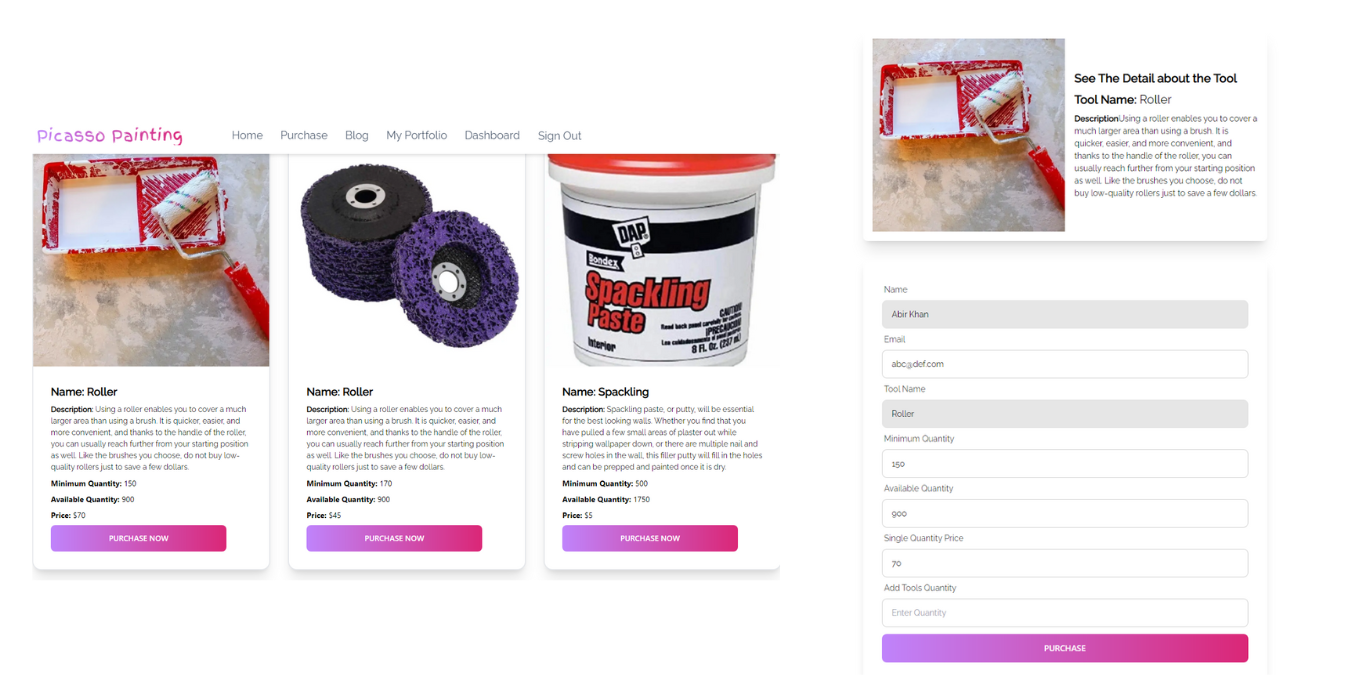 Picasso Painting
Home Purchase Blog My Portfolio Dashboard Sign Out
DAP
Bondex
Spackling
Paste
Interior
CAUTION
Read back panel carefully
¡PRECAUCION
8 FL. Oz. (237 mL)
Name: Roller
Description: Using a roller enables you to cover a much
larger area than using a brush. It is quicker, easier, and
more convenient, and thanks to the handle of the roller,
you can usually reach further from your starting position
as well. Like the brushes you choose, do not buy low-
quality rollers just to save a few dollars.
Minimum Quantity: 150
Available Quantity: 900
Price: $70
PURCHASE NOW
Name: Roller
Description: Using a roller enables you to cover a much
larger area than using a brush. It is quicker, easier, and
more convenient, and thanks to the handle of the roller,
you can usually reach further from your starting position
as well. Like the brushes you choose, do not buy low-
quality rollers just to save a few dollars.
Minimum Quantity: 170
Available Quantity: 900
Price: $45
PURCHASE NOW
Name: Spackling
Description: Spackling paste, or putty, will be essential
for the best looking walls. Whether you find that you
have pulled a few small areas of plaster out while
stripping wallpaper down, or there are multiple nail and
screw holes in the wall, this filler putty will fill in the holes
and can be prepped and painted once it is dry.
Minimum Quantity: 500
Available Quantity: 1750
Price: $5
PURCHASE NOW
See The Detail about the Tool
Tool Name: Roller
DescriptionUsing a roller enables you to cover a
much larger area than using a brush. It is
quicker, easier, and more convenient, and
thanks to the handle of the roller, you can
usually reach further from your starting position
as well. Like the brushes you choose, do not
buy low-quality rollers just to save a few dollars.
Name
Abir Khan
Email
abc@def.com
Tool Name
Roller
Minimum Quantity
150
Available Quantity
900
Single Quantity Price
70
Add Tools Quantity
Enter Quantity
PURCHASE